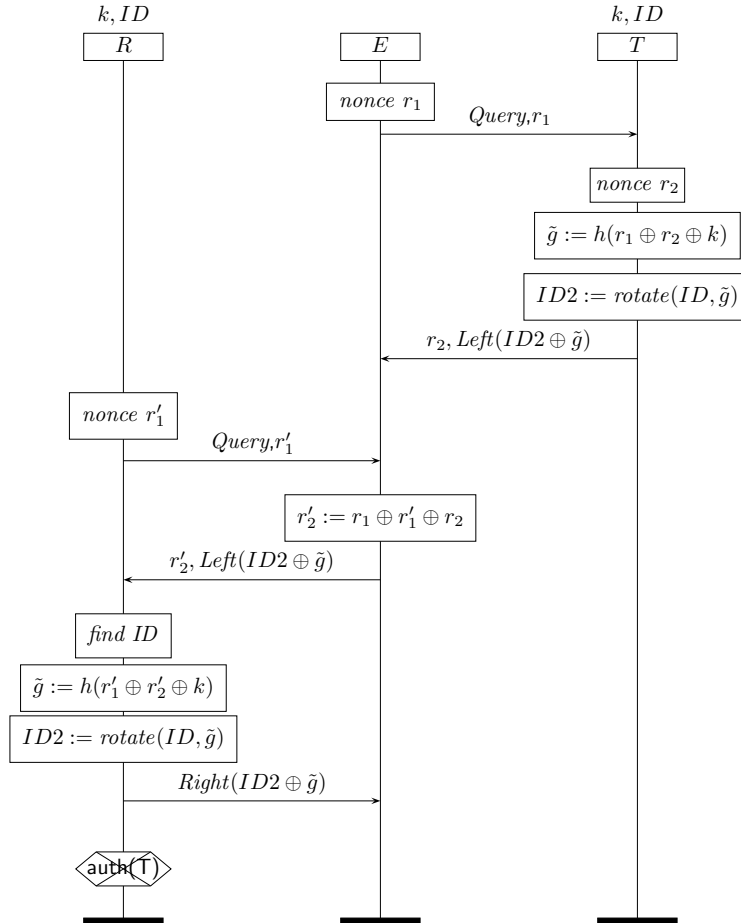 k, ID
k, ID
R
E
T
nonce r₁
Query,r₁
nonce r₂
g̃ := h(r₁ ⊕ r₂ ⊕ k)
ID2 := rotate(ID, g̃)
r₂, Left(ID2 ⊕ g̃)
nonce r′₁
Query,r′₁
r′₂ := r₁ ⊕ r′₁ ⊕ r₂
r′₂, Left(ID2 ⊕ g̃)
find ID
g̃ := h(r′₁ ⊕ r′₂ ⊕ k)
ID2 := rotate(ID, g̃)
Right(ID2 ⊕ g̃)
auth(T)